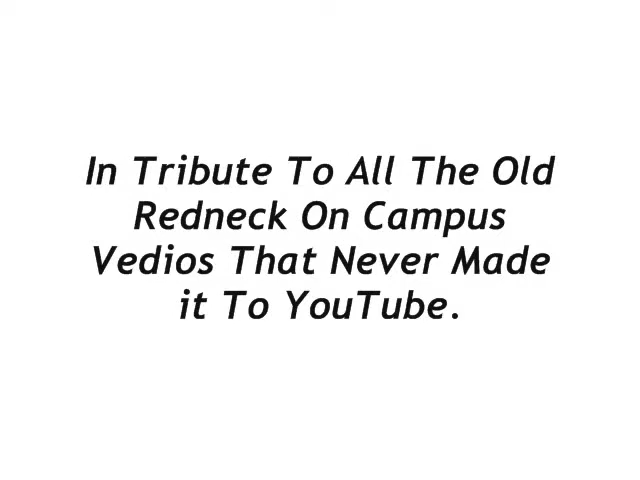 In Tribute To All The Old
Redneck On Campus
Vedios That Never Made
it To YouTube.